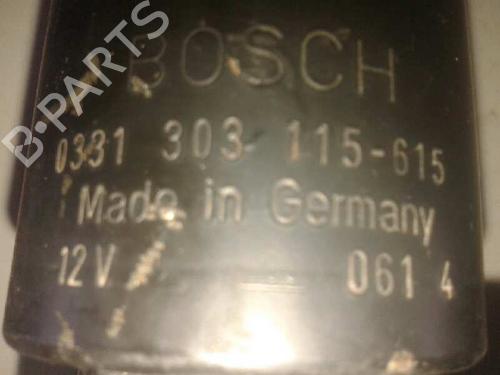 BOSCH
B-PARTS
0331 303 115-615
Made in Germany
12V 061 4